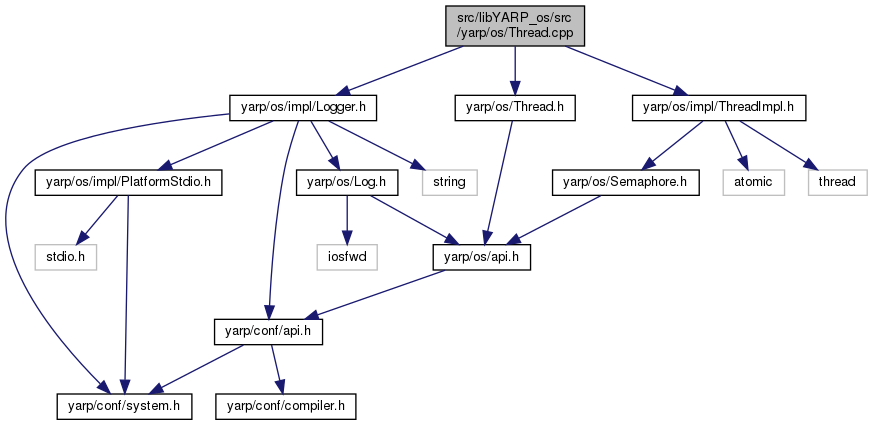 src/libYARP_os/src
/yarp/os/Thread.cpp
yarp/os/impl/Logger.h
yarp/os/Thread.h
yarp/os/impl/ThreadImpl.h
yarp/os/impl/PlatformStdio.h
yarp/os/Log.h
string
yarp/os/Semaphore.h
atomic
thread
stdio.h
iosfwd
yarp/os/api.h
yarp/conf/api.h
yarp/conf/system.h
yarp/conf/compiler.h